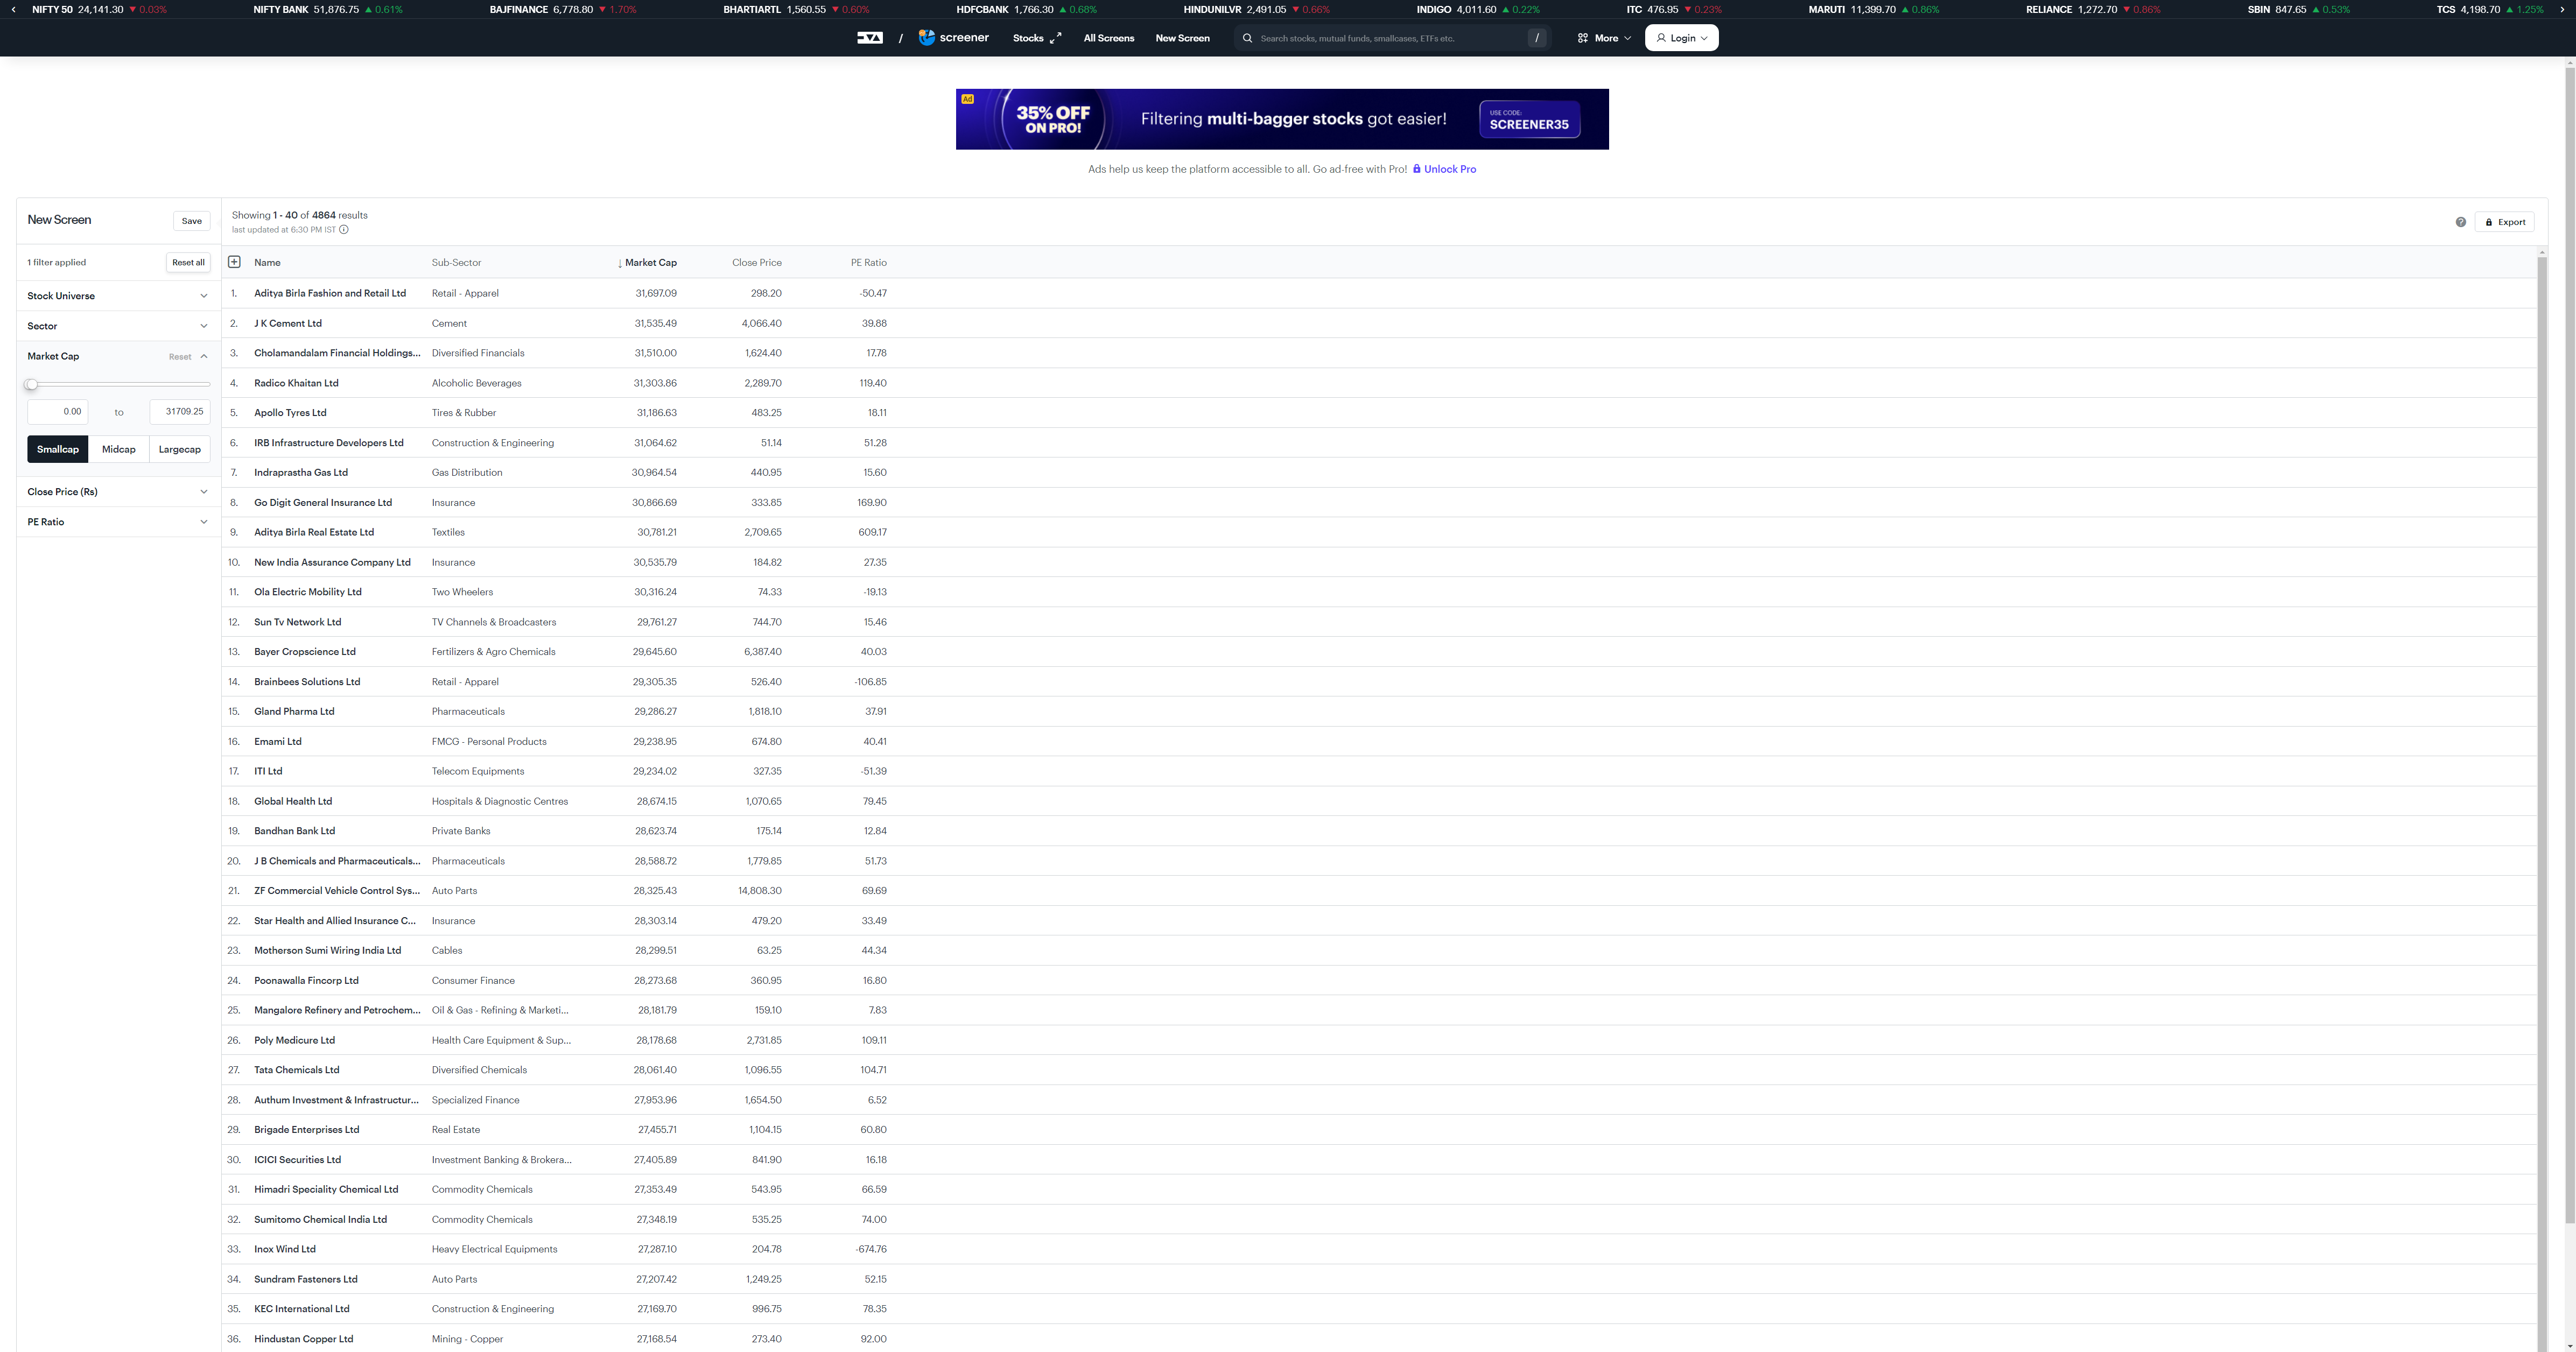 NIFTY 50 24,141.30 ▼ 0.03% NIFTY BANK 51,876.75 ▲ 0.61% BAJFINANCE 6,778.80 ▼ 1.70% BHARTIARTL 1,560.55 ▼ 0.60% HDFCBANK 1,766.30 ▲ 0.68% HINDUNILVR 2,491.05 ▼ 0.66% INDIGO 4,011.60 ▲ 0.22% ITC 476.95 ▼ 0.23% MARUTI 11,399.70 ▲ 0.86% RELIANCE 1,272.70 ▼ 0.86% SBIN 847.65 ▲ 0.53% TCS 4,198.70 ▲ 1.25%
/ screener Stocks All Screens New Screen Search stocks, mutual funds, smallcases, ETFs etc. / More Login
Ad
35% OFF
ON PRO!
Filtering multi-bagger stocks got easier!
USE CODE:
SCREENER35
Ads help us keep the platform accessible to all. Go ad-free with Pro! Unlock Pro
New Screen Save
1 filter applied Reset all
Stock Universe
Sector
Market Cap Reset
0.00 to 31709.25
Smallcap Midcap Largecap
Close Price (Rs)
PE Ratio
Showing 1 - 40 of 4864 results
last updated at 6:30 PM IST
Export
Name Sub-Sector ↓ Market Cap Close Price PE Ratio
1. Aditya Birla Fashion and Retail Ltd Retail - Apparel 31,697.09 298.20 -50.47
2. J K Cement Ltd Cement 31,535.49 4,066.40 39.88
3. Cholamandalam Financial Holdings... Diversified Financials 31,510.00 1,624.40 17.78
4. Radico Khaitan Ltd Alcoholic Beverages 31,303.86 2,289.70 119.40
5. Apollo Tyres Ltd Tires & Rubber 31,186.63 483.25 18.11
6. IRB Infrastructure Developers Ltd Construction & Engineering 31,064.62 51.14 51.28
7. Indraprastha Gas Ltd Gas Distribution 30,964.54 440.95 15.60
8. Go Digit General Insurance Ltd Insurance 30,866.69 333.85 169.90
9. Aditya Birla Real Estate Ltd Textiles 30,781.21 2,709.65 609.17
10. New India Assurance Company Ltd Insurance 30,535.79 184.82 27.35
11. Ola Electric Mobility Ltd Two Wheelers 30,316.24 74.33 -19.13
12. Sun Tv Network Ltd TV Channels & Broadcasters 29,761.27 744.70 15.46
13. Bayer Cropscience Ltd Fertilizers & Agro Chemicals 29,645.60 6,387.40 40.03
14. Brainbees Solutions Ltd Retail - Apparel 29,305.35 526.40 -106.85
15. Gland Pharma Ltd Pharmaceuticals 29,286.27 1,818.10 37.91
16. Emami Ltd FMCG - Personal Products 29,238.95 674.80 40.41
17. ITI Ltd Telecom Equipments 29,234.02 327.35 -51.39
18. Global Health Ltd Hospitals & Diagnostic Centres 28,674.15 1,070.65 79.45
19. Bandhan Bank Ltd Private Banks 28,623.74 175.14 12.84
20. J B Chemicals and Pharmaceuticals... Pharmaceuticals 28,588.72 1,779.85 51.73
21. ZF Commercial Vehicle Control Sys... Auto Parts 28,325.43 14,808.30 69.69
22. Star Health and Allied Insurance C... Insurance 28,303.14 479.20 33.49
23. Motherson Sumi Wiring India Ltd Cables 28,299.51 63.25 44.34
24. Poonawalla Fincorp Ltd Consumer Finance 28,273.68 360.95 16.80
25. Mangalore Refinery and Petrochem... Oil & Gas - Refining & Marketi... 28,181.79 159.10 7.83
26. Poly Medicure Ltd Health Care Equipment & Sup... 28,178.68 2,731.85 109.11
27. Tata Chemicals Ltd Diversified Chemicals 28,061.40 1,096.55 104.71
28. Authum Investment & Infrastructur... Specialized Finance 27,953.96 1,654.50 6.52
29. Brigade Enterprises Ltd Real Estate 27,455.71 1,104.15 60.80
30. ICICI Securities Ltd Investment Banking & Brokera... 27,405.89 841.90 16.18
31. Himadri Speciality Chemical Ltd Commodity Chemicals 27,353.49 543.95 66.59
32. Sumitomo Chemical India Ltd Commodity Chemicals 27,348.19 535.25 74.00
33. Inox Wind Ltd Heavy Electrical Equipments 27,287.10 204.78 -674.76
34. Sundram Fasteners Ltd Auto Parts 27,207.42 1,249.25 52.15
35. KEC International Ltd Construction & Engineering 27,169.70 996.75 78.35
36. Hindustan Copper Ltd Mining - Copper 27,168.54 273.40 92.00